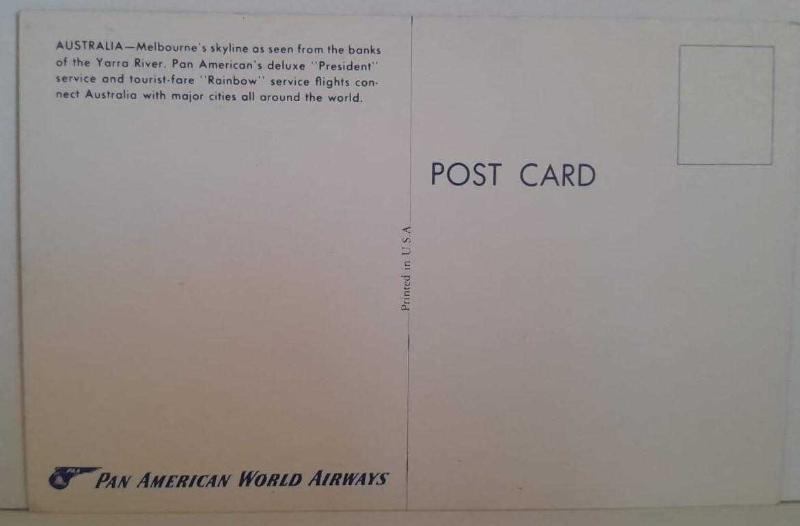 AUSTRALIA—Melbourne's skyline as seen from the banks
of the Yarra River. Pan American's deluxe "President"
service and tourist-fare "Rainbow" service flights con-
nect Australia with major cities all around the world.
POST CARD
Printed in U.S.A.
PAA
PAN AMERICAN WORLD AIRWAYS